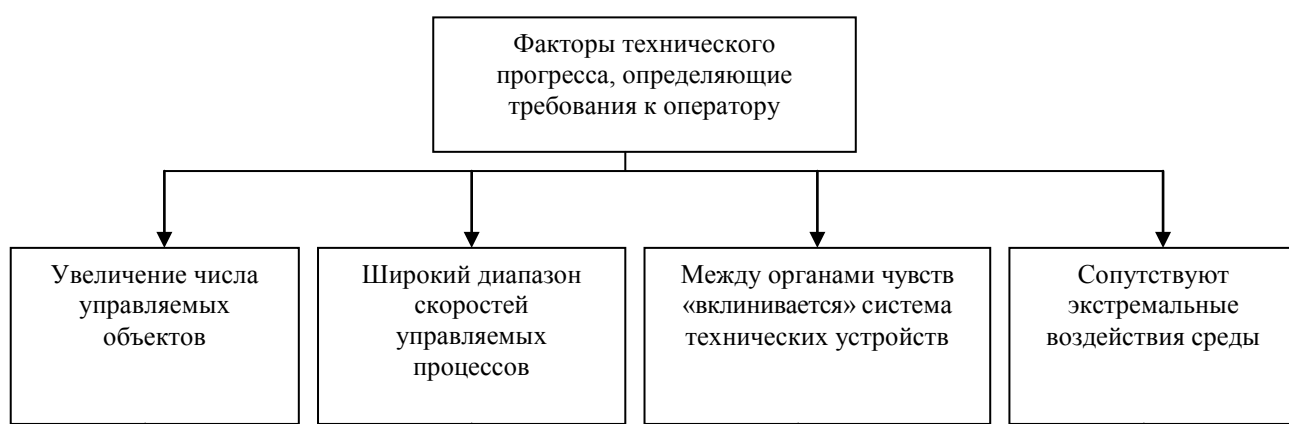 Факторы технического
прогресса, определяющие
требования к оператору
Увеличение числа
управляемых
объектов
Широкий диапазон
скоростей
управляемых
процессов
Между органами чувств
«вклинивается» система
технических устройств
Сопутствуют
экстремальные
воздействия среды